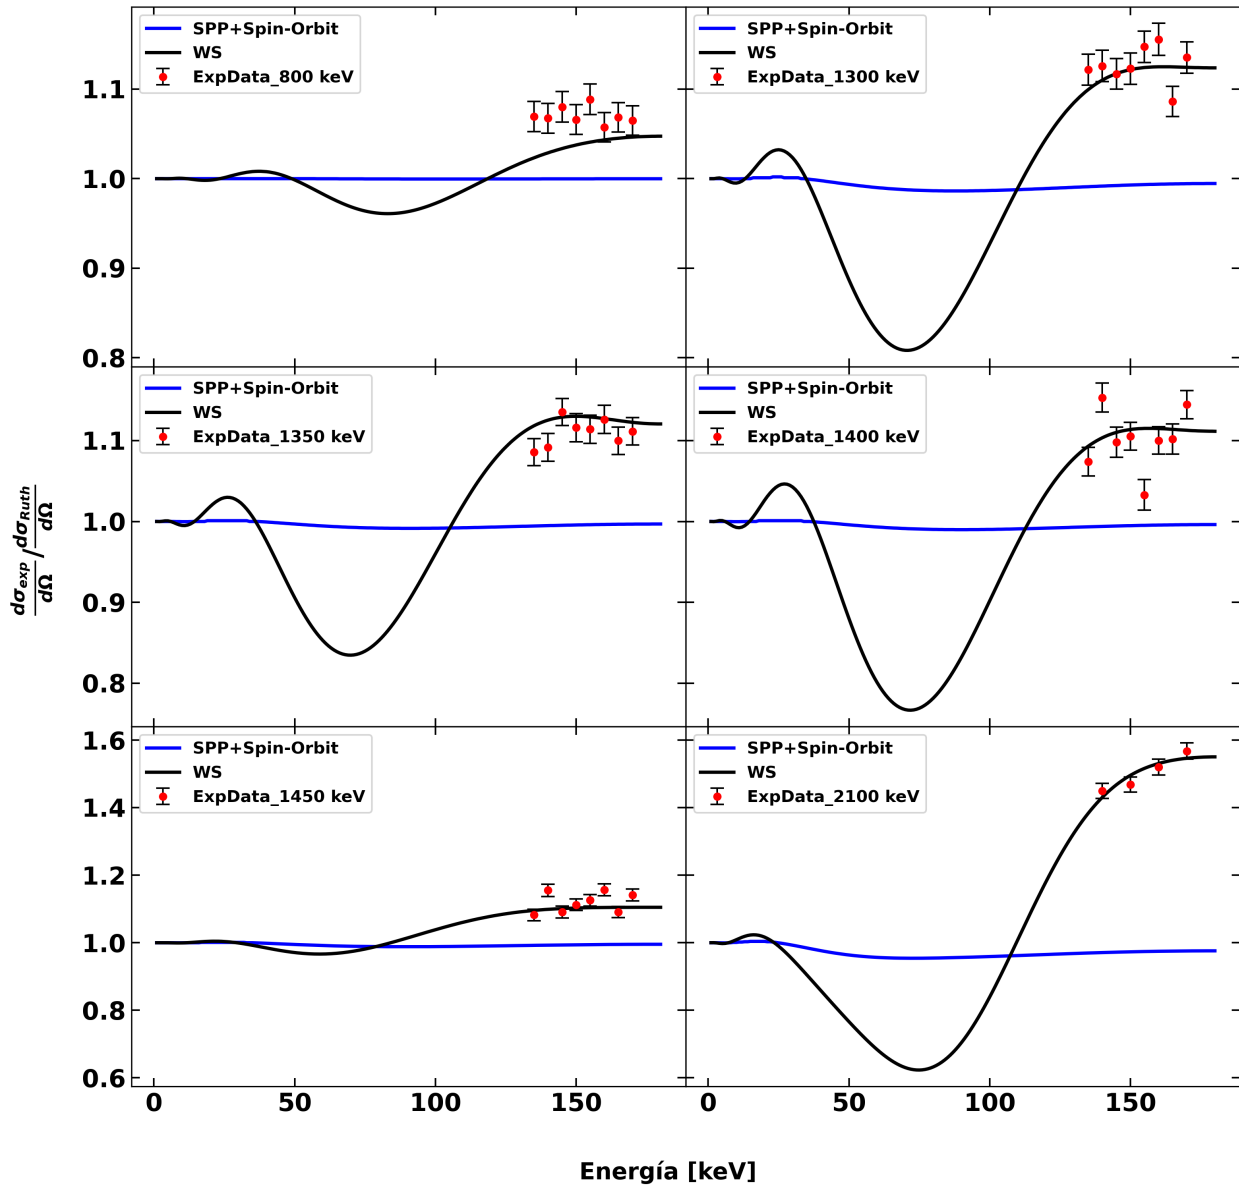 SPP+Spin-Orbit
WS
ExpData_800 keV
SPP+Spin-Orbit
WS
ExpData_1300 keV
1.1
1.0
0.9
0.8
SPP+Spin-Orbit
WS
ExpData_1350 keV
SPP+Spin-Orbit
WS
ExpData_1400 keV
1.1
1.0
0.9
0.8
dσexp/dΩ / dσRuth/dΩ
SPP+Spin-Orbit
WS
ExpData_1450 keV
SPP+Spin-Orbit
WS
ExpData_2100 keV
1.6
1.4
1.2
1.0
0.8
0.6
0 50 100 150 0 50 100 150
Energía [keV]